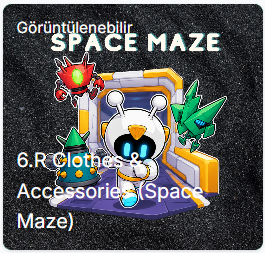 Görüntülenebilir
SPACE MAZE
6.R Clothes &
Accessories (Space
Maze)